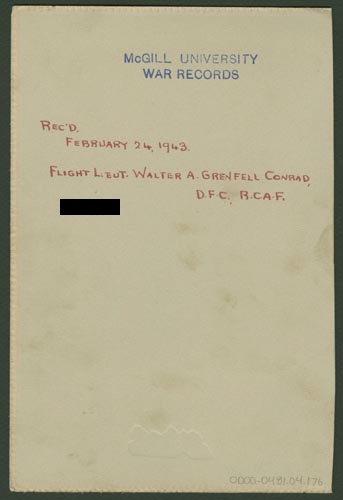 McGILL UNIVERSITY
WAR RECORDS
REC'D.
FEBRUARY 24, 1943.
FLIGHT LIEUT. WALTER A. GRENFELL CONRAD,
D.F.C., R.C.A.F.
0000-0481.04.176